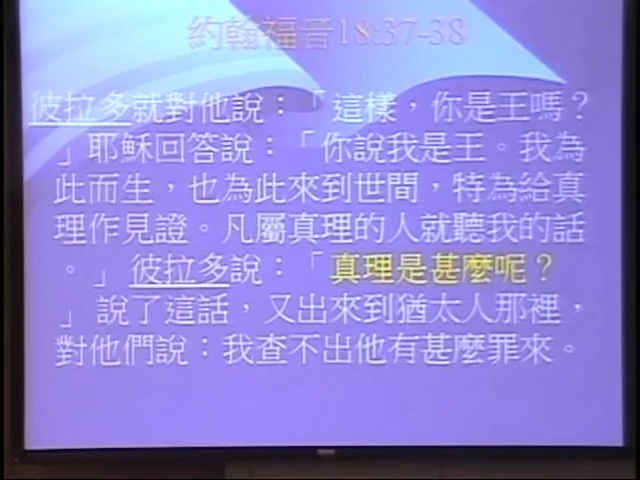 約翰福音18:37-38
彼拉多就對他說：「這樣，你是王嗎？
」耶穌回答說：「你說我是王。我為
此而生，也為此來到世間，特為給真
理作見證。凡屬真理的人就聽我的話
。」彼拉多說：「真理是甚麼呢？
」說了這話，又出來到猶太人那裡，
對他們說：我查不出他有甚麼罪來。